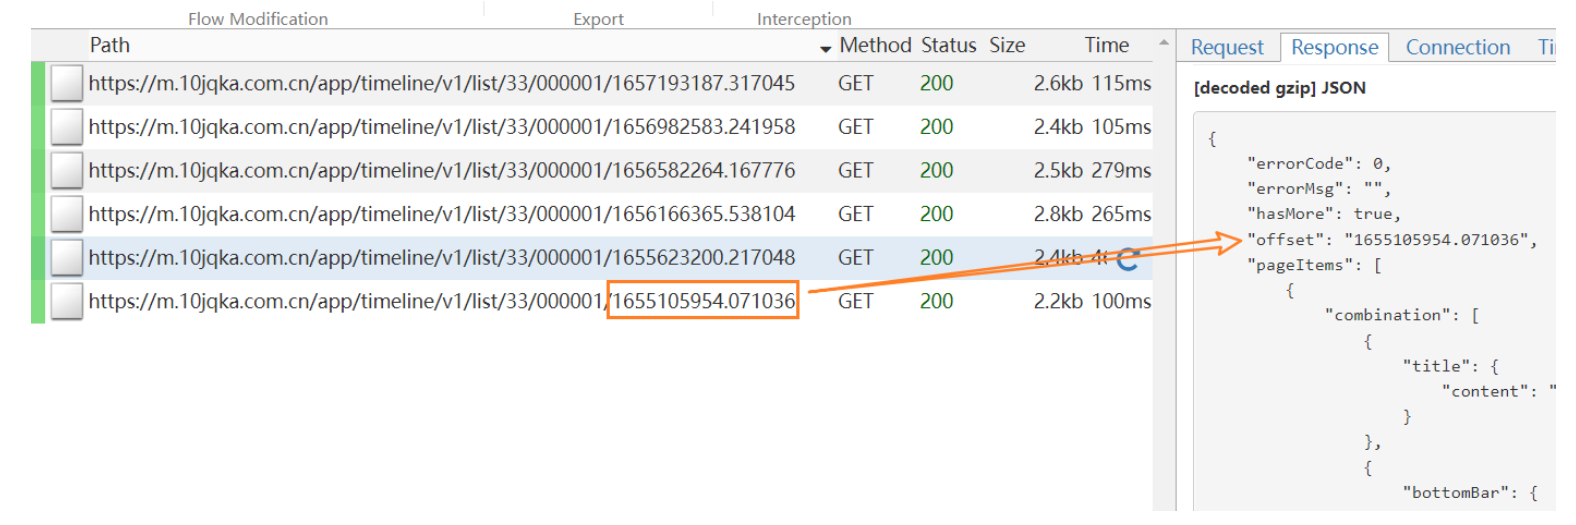 Flow Modification Export Interception
Path Method Status Size Time
https://m.10jqka.com.cn/app/timeline/v1/list/33/000001/1657193187.317045 GET 200 2.6kb 115ms
https://m.10jqka.com.cn/app/timeline/v1/list/33/000001/1656982583.241958 GET 200 2.4kb 105ms
https://m.10jqka.com.cn/app/timeline/v1/list/33/000001/1656582264.167776 GET 200 2.5kb 279ms
https://m.10jqka.com.cn/app/timeline/v1/list/33/000001/1656166365.538104 GET 200 2.8kb 265ms
https://m.10jqka.com.cn/app/timeline/v1/list/33/000001/1655623200.217048 GET 200 2.4kb
https://m.10jqka.com.cn/app/timeline/v1/list/33/000001/1655105954.071036 GET 200 2.2kb 100ms
Request Response Connection
[decoded gzip] JSON
{
"errorCode": 0,
"errorMsg": "",
"hasMore": true,
"offset": "1655105954.071036",
"pageItems": [
{
"combination": [
{
"title": {
"content": "
}
},
{
"bottomBar": {